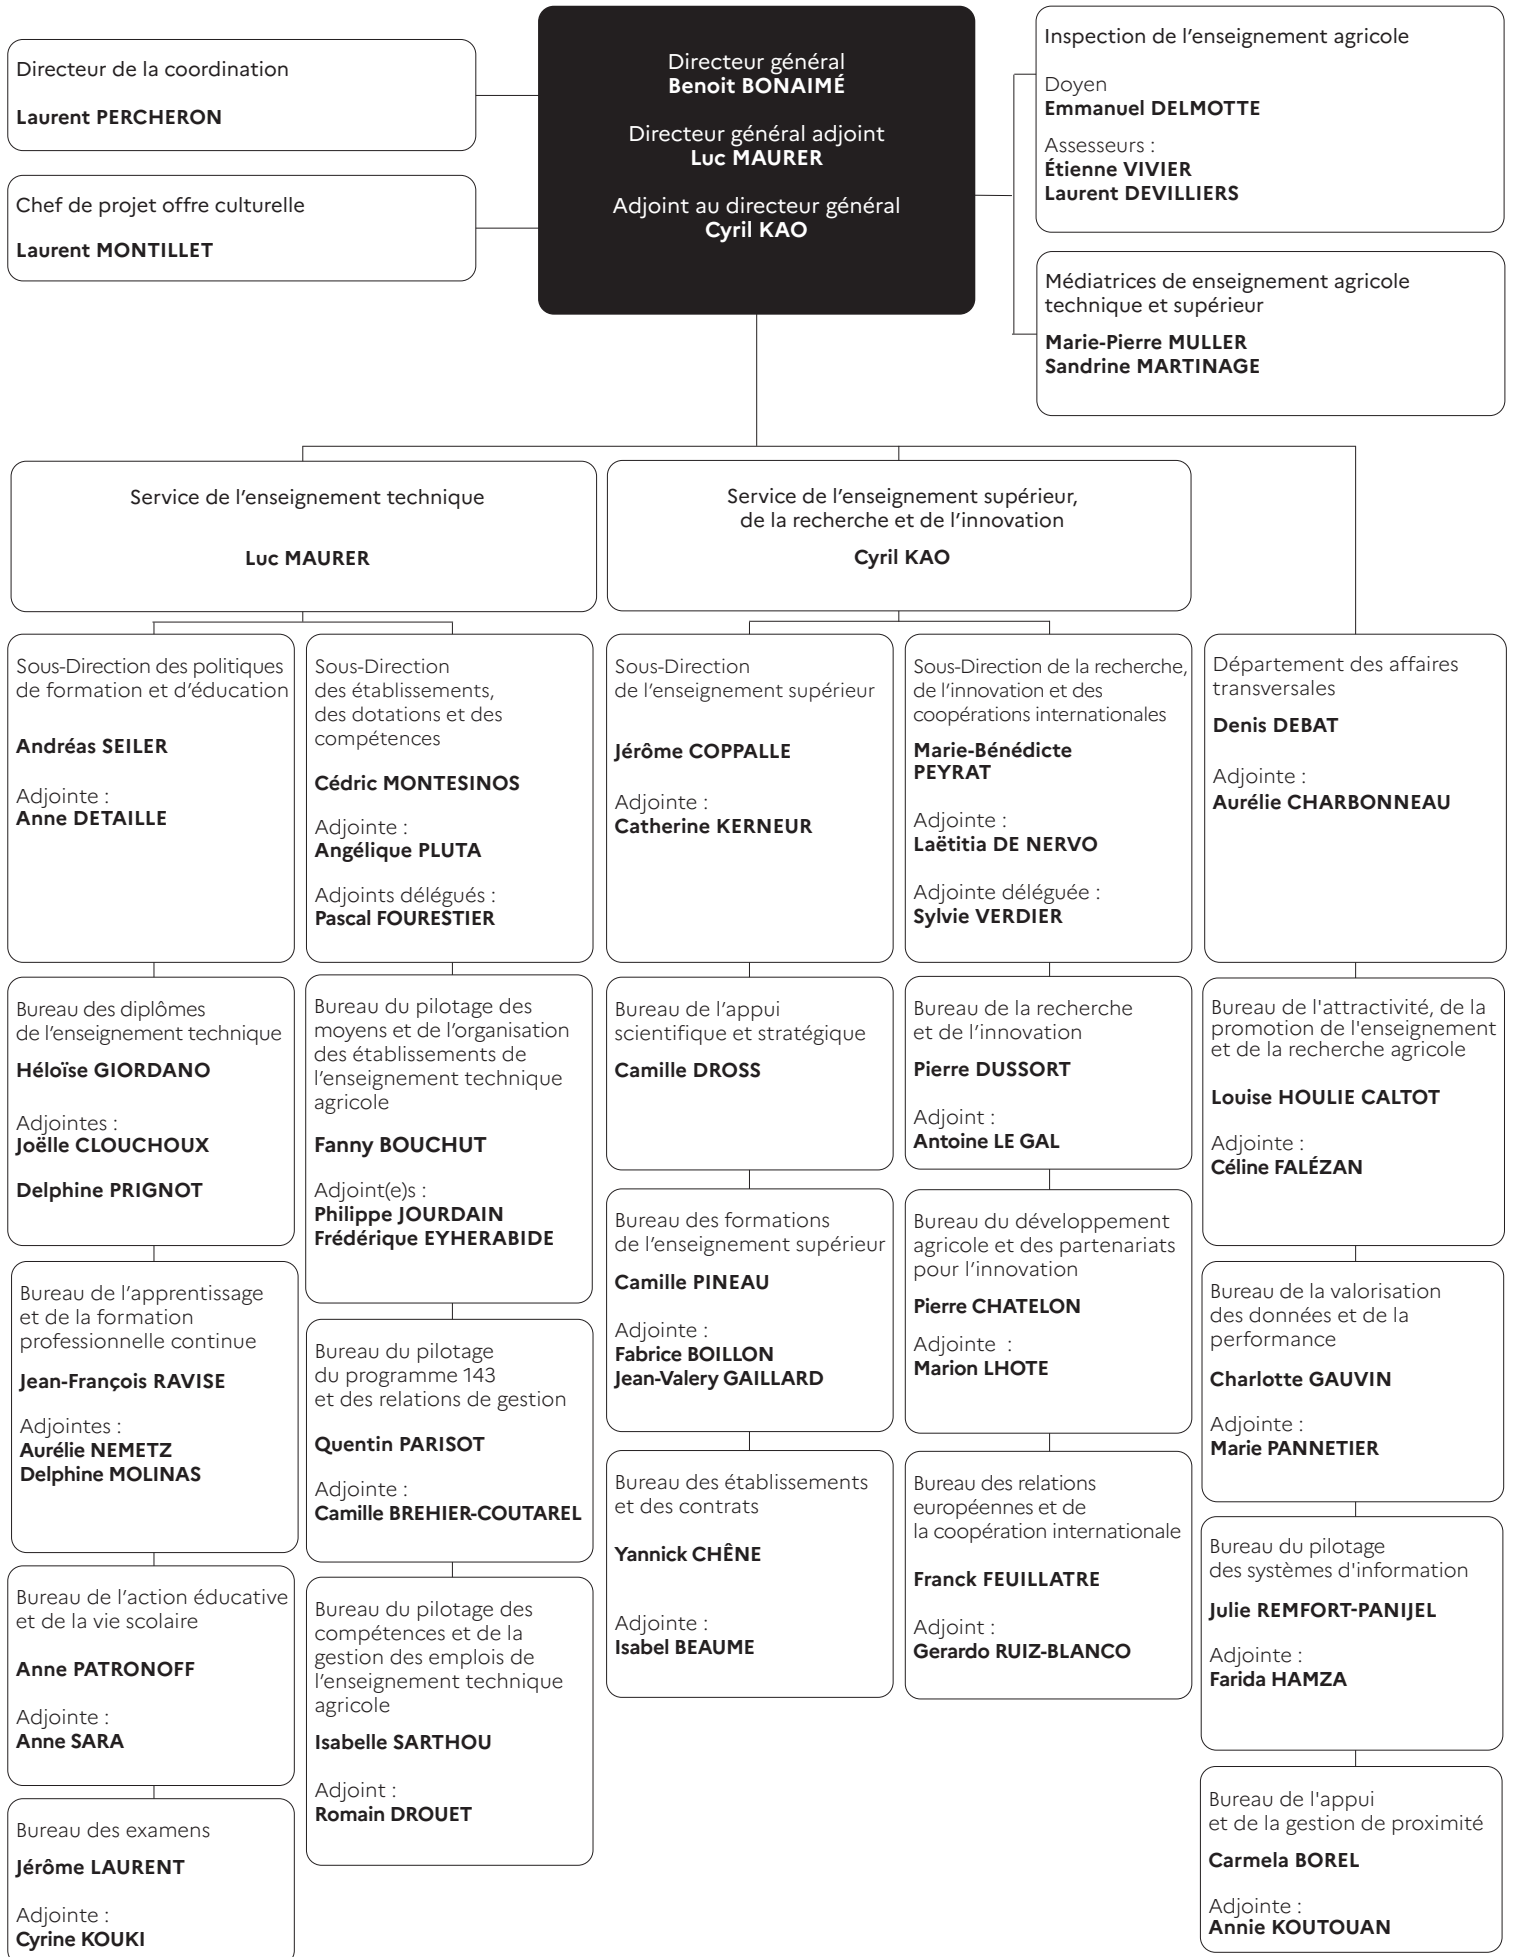 Directeur de la coordination
Laurent PERCHERON
Chef de projet offre culturelle
Laurent MONTILLET
Directeur général
Benoit BONAIMÉ
Directeur général adjoint
Luc MAURER
Adjoint au directeur général
Cyril KAO
Inspection de l’enseignement agricole
Doyen
Emmanuel DELMOTTE
Assesseurs :
Étienne VIVIER
Laurent DEVILLIERS
Médiatrices de enseignement agricole
technique et supérieur
Marie-Pierre MULLER
Sandrine MARTINAGE
Service de l’enseignement technique
Luc MAURER
Service de l’enseignement supérieur,
de la recherche et de l’innovation
Cyril KAO
Sous-Direction des politiques
de formation et d’éducation
Andréas SEILER
Adjointe :
Anne DETAILLE
Bureau des diplômes
de l’enseignement technique
Héloïse GIORDANO
Adjointes :
Joëlle CLOUCHOUX
Delphine PRIGNOT
Bureau de l’apprentissage
et de la formation
professionnelle continue
Jean-François RAVISE
Adjointes :
Aurélie NEMETZ
Delphine MOLINAS
Bureau de l’action éducative
et de la vie scolaire
Anne PATRONOFF
Adjointe :
Anne SARA
Bureau des examens
Jérôme LAURENT
Adjointe :
Cyrine KOUKI
Sous-Direction
des établissements,
des dotations et des
compétences
Cédric MONTESINOS
Adjointe :
Angélique PLUTA
Adjoints délégués :
Pascal FOURESTIER
Bureau du pilotage des
moyens et de l’organisation
des établissements de
l’enseignement technique
agricole
Fanny BOUCHUT
Adjoint(e)s :
Philippe JOURDAIN
Frédérique EYHERABIDE
Bureau du pilotage
du programme 143
et des relations de gestion
Quentin PARISOT
Adjointe :
Camille BREHIER-COUTAREL
Bureau du pilotage des
compétences et de la
gestion des emplois de
l’enseignement technique
agricole
Isabelle SARTHOU
Adjoint :
Romain DROUET
Sous-Direction
de l’enseignement supérieur
Jérôme COPPALLE
Adjointe :
Catherine KERNEUR
Bureau de l’appui
scientifique et stratégique
Camille DROSS
Bureau des formations
de l’enseignement supérieur
Camille PINEAU
Adjointe :
Fabrice BOILLON
Jean-Valery GAILLARD
Bureau des établissements
et des contrats
Yannick CHÊNE
Adjointe :
Isabel BEAUME
Sous-Direction de la recherche,
de l’innovation et des
coopérations internationales
Marie-Bénédicte
PEYRAT
Adjointe :
Laëtitia DE NERVO
Adjointe déléguée :
Sylvie VERDIER
Bureau de la recherche
et de l’innovation
Pierre DUSSORT
Adjoint :
Antoine LE GAL
Bureau du développement
agricole et des partenariats
pour l’innovation
Pierre CHATELON
Adjointe :
Marion LHOTE
Bureau des relations
européennes et de
la coopération internationale
Franck FEUILLATRE
Adjoint :
Gerardo RUIZ-BLANCO
Département des affaires
transversales
Denis DEBAT
Adjointe :
Aurélie CHARBONNEAU
Bureau de l'attractivité, de la
promotion de l'enseignement
et de la recherche agricole
Louise HOULIE CALTOT
Adjointe :
Céline FALÉZAN
Bureau de la valorisation
des données et de la
performance
Charlotte GAUVIN
Adjointe :
Marie PANNETIER
Bureau du pilotage
des systèmes d'information
Julie REMFORT-PANIJEL
Adjointe :
Farida HAMZA
Bureau de l'appui
et de la gestion de proximité
Carmela BOREL
Adjointe :
Annie KOUTOUAN